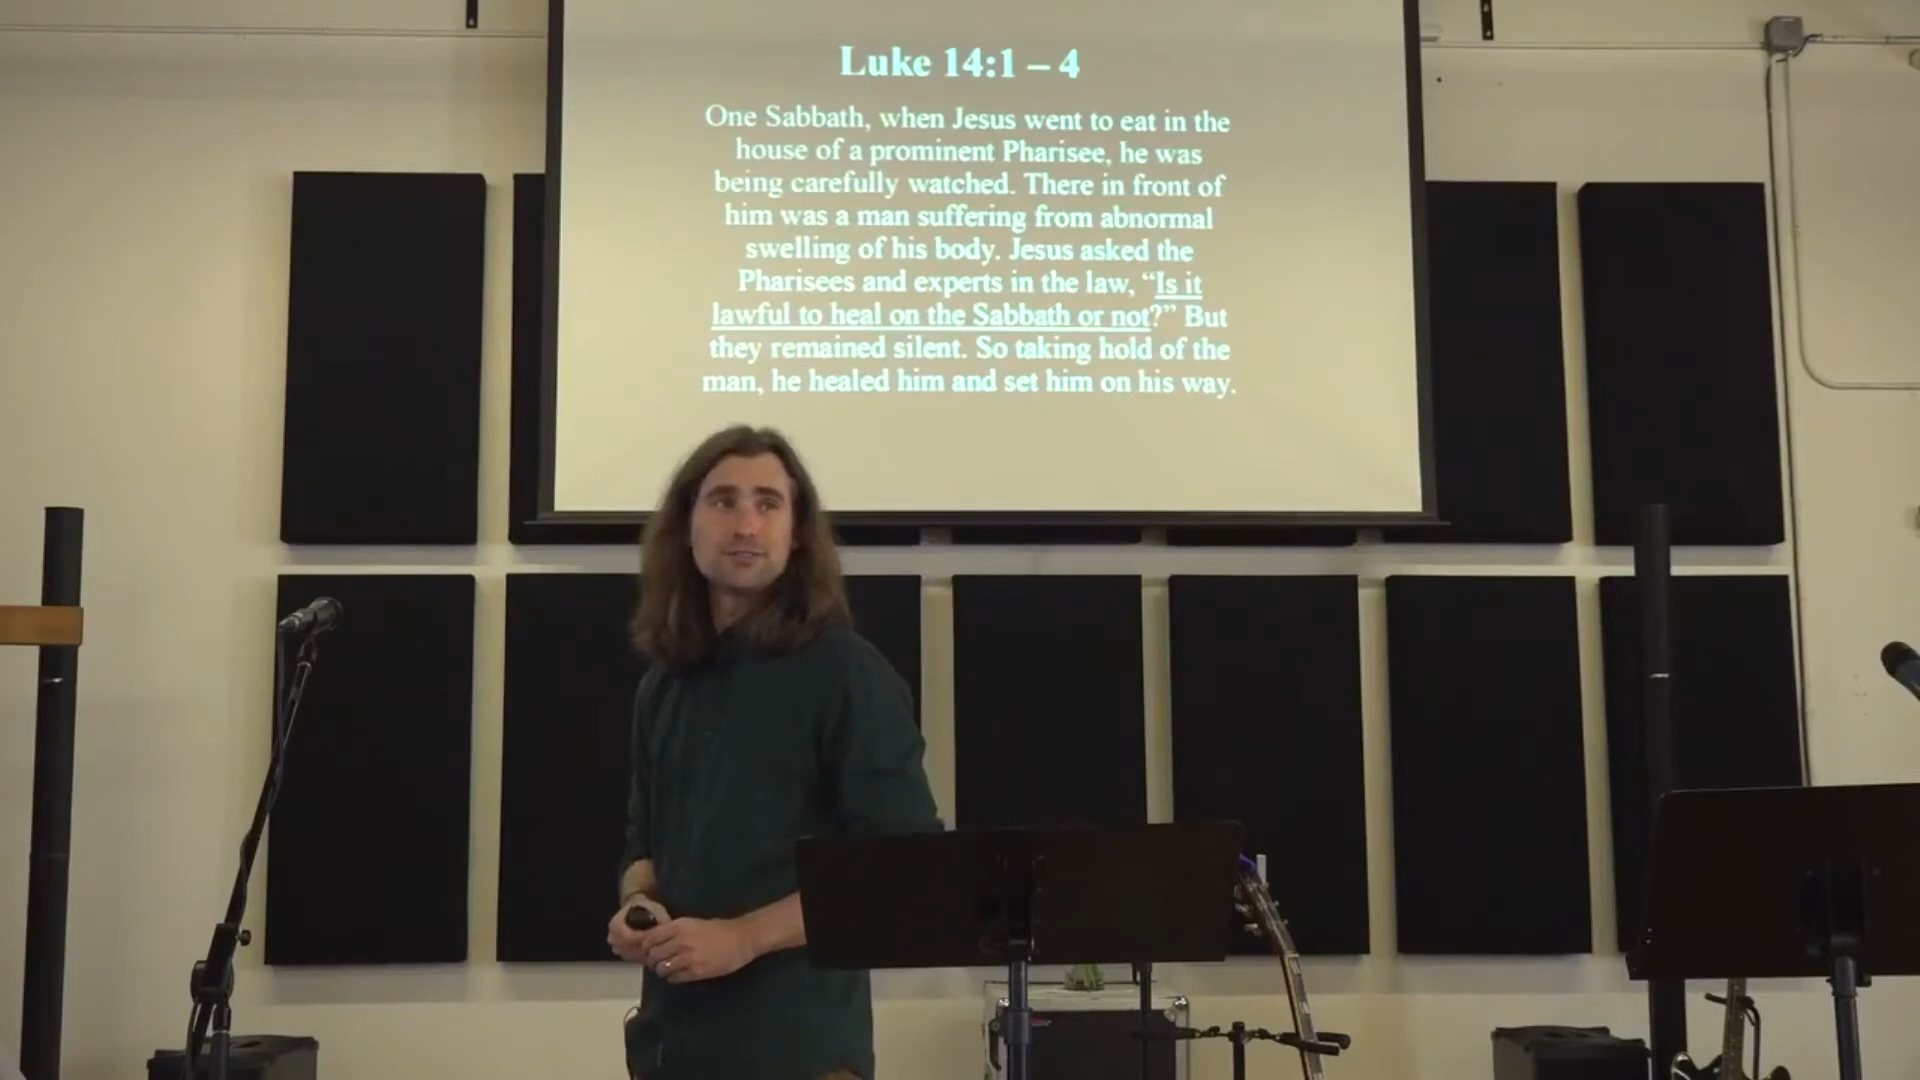 Luke 14:1 – 4
One Sabbath, when Jesus went to eat in the
house of a prominent Pharisee, he was
being carefully watched. There in front of
him was a man suffering from abnormal
swelling of his body. Jesus asked the
Pharisees and experts in the law, “Is it
lawful to heal on the Sabbath or not?” But
they remained silent. So taking hold of the
man, he healed him and set him on his way.